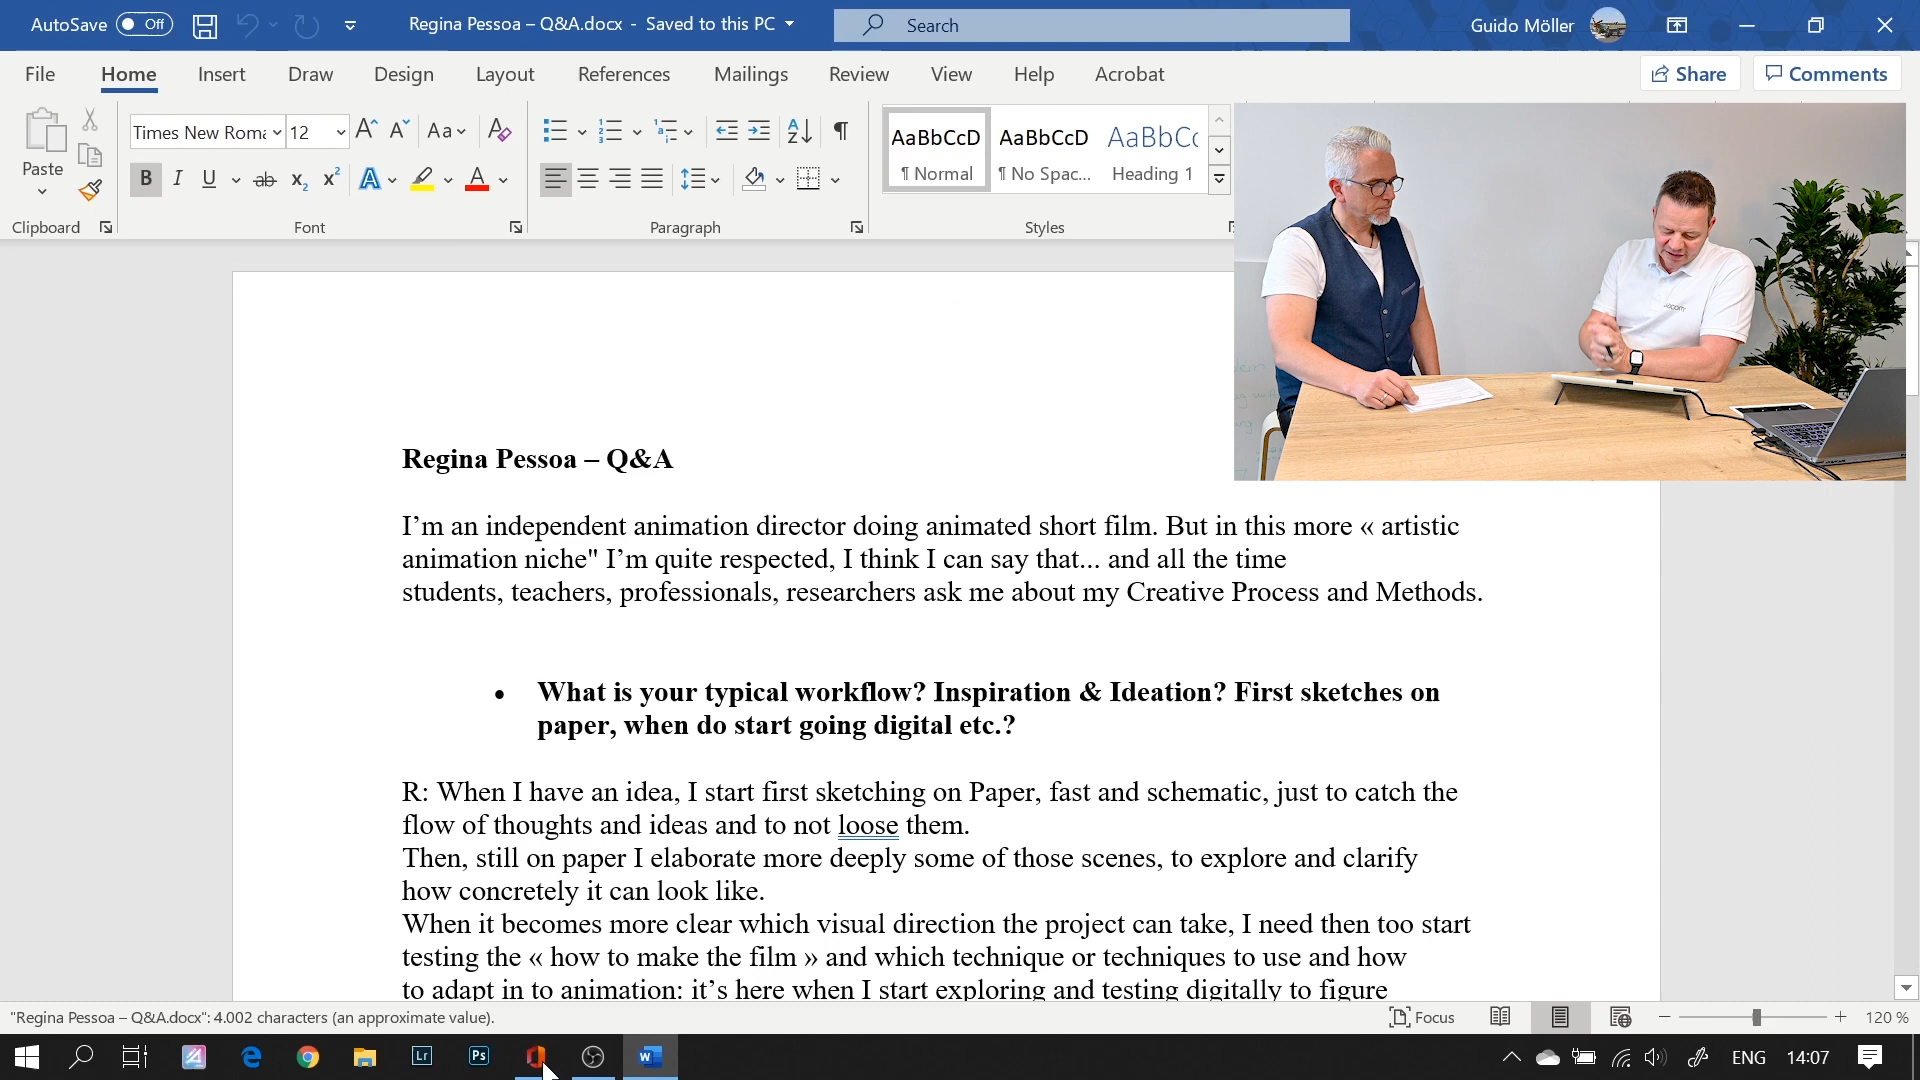 AutoSave Off Regina Pessoa – Q&A.docx - Saved to this PC Search Guido Möller
File Home Insert Draw Design Layout References Mailings Review View Help Acrobat Share Comments
Paste
Clipboard
Times New Roma 12
Font
Paragraph
AaBbCcD AaBbCcD AaBbCc
¶ Normal ¶ No Spac... Heading 1
Styles
Regina Pessoa – Q&A
I’m an independent animation director doing animated short film. But in this more « artistic
animation niche" I’m quite respected, I think I can say that... and all the time
students, teachers, professionals, researchers ask me about my Creative Process and Methods.
• What is your typical workflow? Inspiration & Ideation? First sketches on
paper, when do start going digital etc.?
R: When I have an idea, I start first sketching on Paper, fast and schematic, just to catch the
flow of thoughts and ideas and to not loose them.
Then, still on paper I elaborate more deeply some of those scenes, to explore and clarify
how concretely it can look like.
When it becomes more clear which visual direction the project can take, I need then too start
testing the « how to make the film » and which technique or techniques to use and how
to adapt in to animation: it’s here when I start exploring and testing digitally to figure
"Regina Pessoa – Q&A.docx": 4.002 characters (an approximate value). Focus 120 %
Lr Ps ENG 14:07